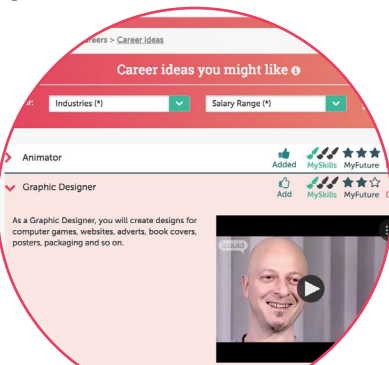 > Career ideas
Career ideas you might like
Industries (*)
Salary Range (*)
Animator
Added MySkills MyFuture
Graphic Designer
Add MySkills MyFuture
As a Graphic Designer, you will create designs for
computer games, websites, adverts, book covers,
posters, packaging and so on.
icould